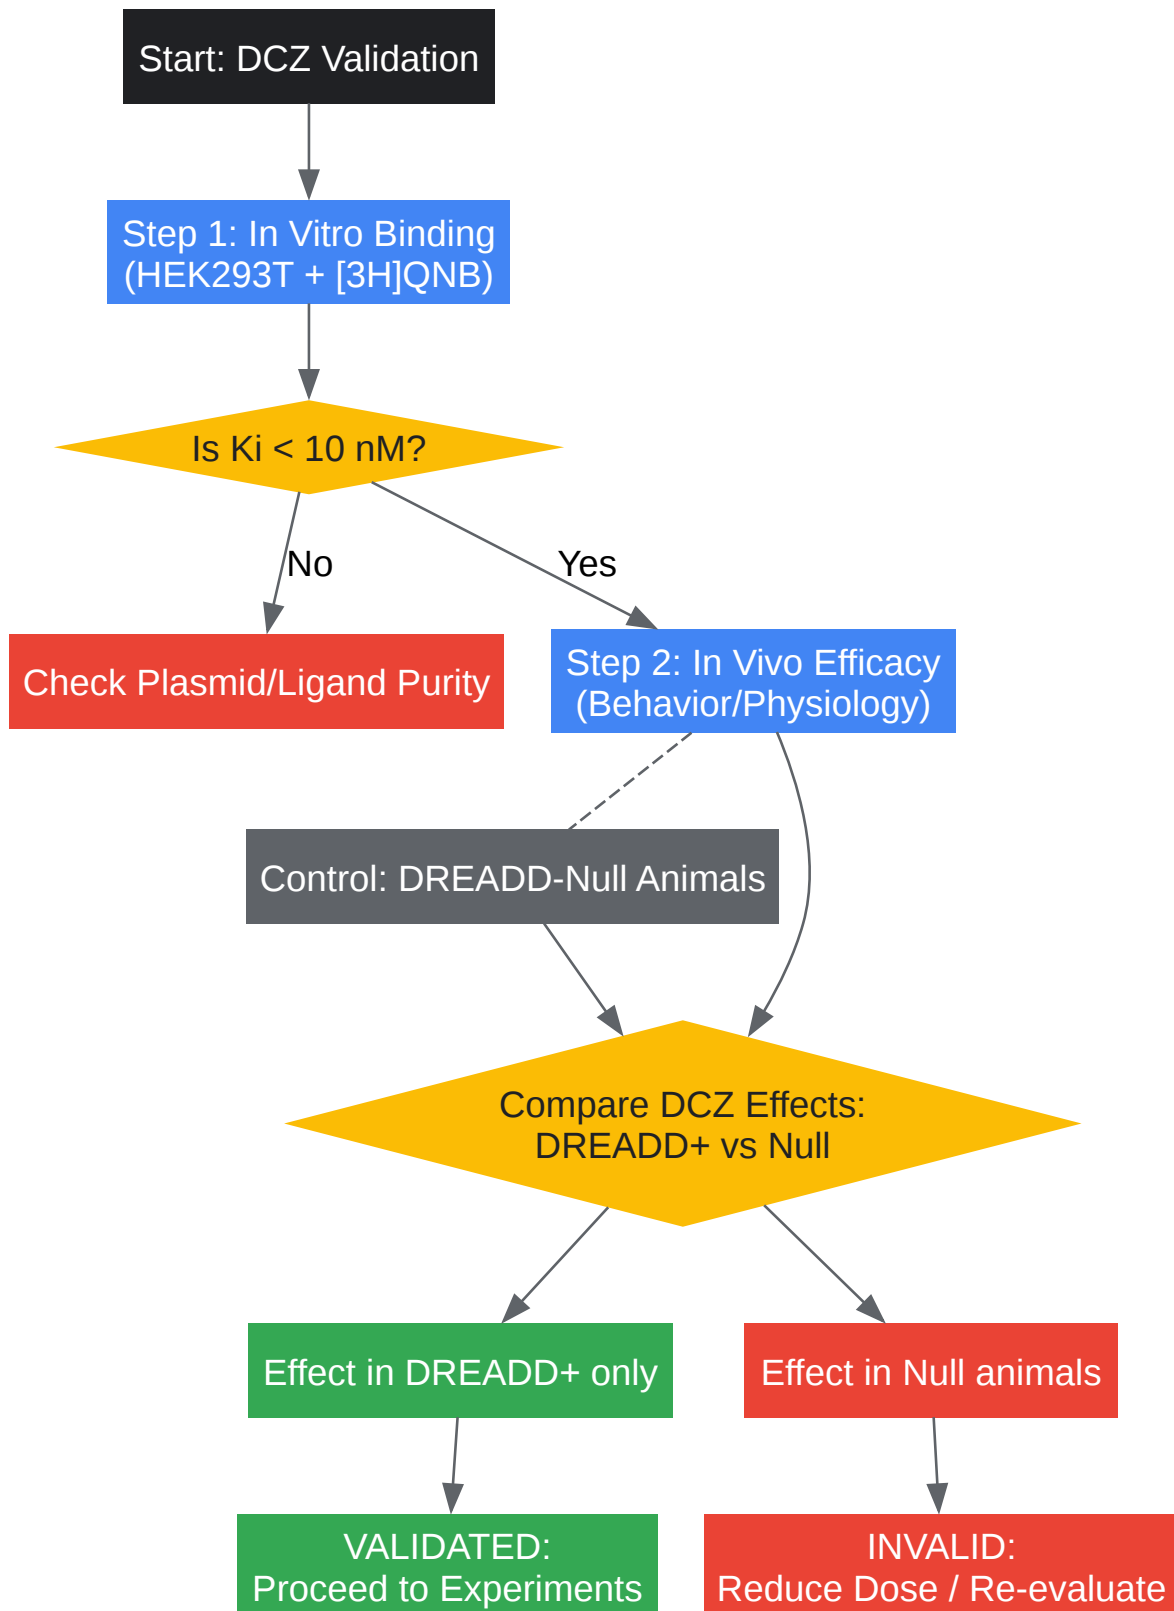 Start: DCZ Validation
Step 1: In Vitro Binding
(HEK293T + [3H]QNB)
Is Ki < 10 nM?
No
Yes
Check Plasmid/Ligand Purity
Step 2: In Vivo Efficacy
(Behavior/Physiology)
Control: DREADD-Null Animals
Compare DCZ Effects:
DREADD+ vs Null
Effect in DREADD+ only
Effect in Null animals
VALIDATED:
Proceed to Experiments
INVALID:
Reduce Dose / Re-evaluate